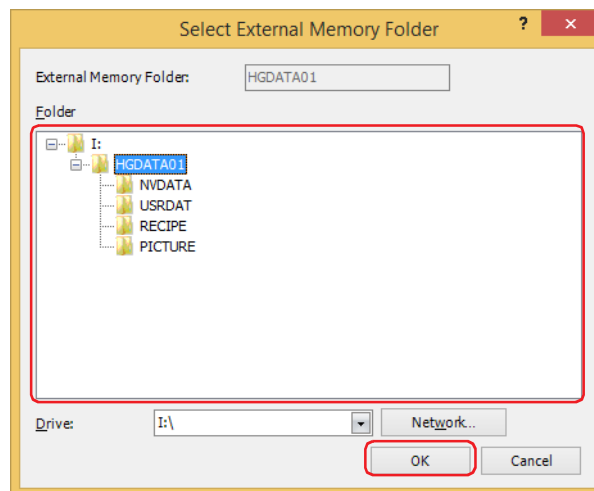 Select External Memory Folder
? ×
External Memory Folder: HGDATA01
Folder
I:
HGDATA01
NVDATA
USRDAT
RECIPE
PICTURE
Drive: I:\ Network...
OK Cancel